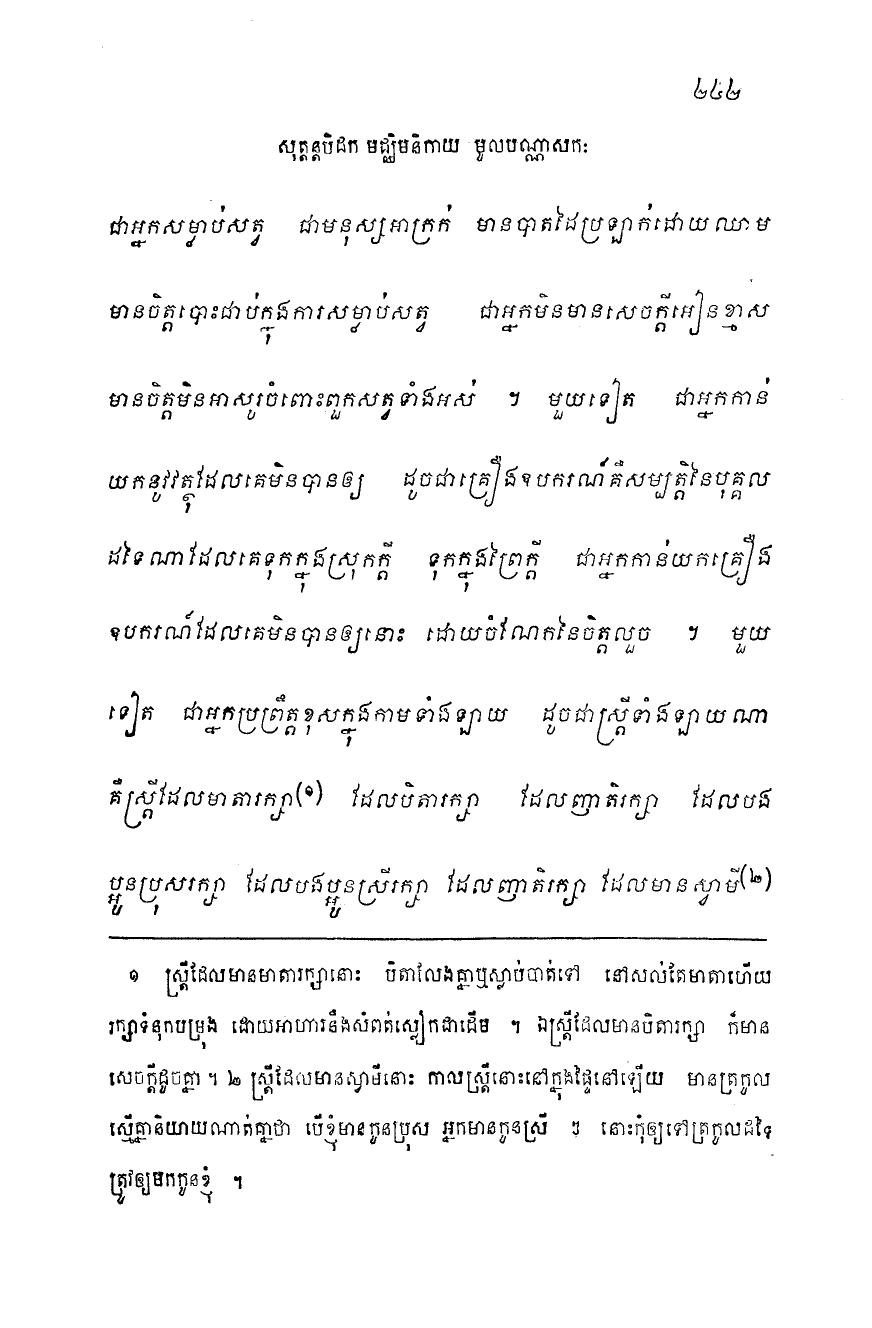 ២៤២
សុត្តន្តបិដក មជ្ឈិមនិកាយ មូលបណ្ណាសកៈ
ជាអ្នកសម្លាប់សត្វ ជាមនុស្សអាក្រក់ មានបាតដៃប្រឡាក់ដោយឈាម
មានចិត្តបោះជាប់ក្នុងការសម្លាប់សត្វ ជាអ្នកមិនមានសេចក្តីអៀនខ្មាស
មានចិត្តមិនអាសូរចំពោះពួកសត្វទាំងអស់ ។ មួយទៀត ជាអ្នកកាន់
យកនូវវត្ថុដែលគេមិនបានឲ្យ ដូចជាគ្រឿងឧបករណ៍គឺសម្បត្តិនៃបុគ្គល
ដទៃណាដែលគេទុកក្នុងស្រុកក្តី ទុកក្នុងព្រៃក្តី ជាអ្នកកាន់យកគ្រឿង
ឧបករណ៍ដែលគេមិនបានឲ្យនោះ ដោយចំណែកនៃចិត្តលួច ។ មួយ
ទៀត ជាអ្នកប្រព្រឹត្តខុសក្នុងកាមទាំងឡាយ ដូចជាស្ត្រីទាំងឡាយណា
គឺស្ត្រីដែលមាតារក្សា(១) ដែលបិតារក្សា ដែលញាតិរក្សា ដែលបង
ប្អូនប្រុសរក្សា ដែលបងប្អូនស្រីរក្សា ដែលញាតិរក្សា ដែលមានស្វាមី(២)
១ ស្ត្រីដែលមានមាតារក្សានោះ បិតាលែងគ្នាឬស្លាប់បាត់ទៅ នៅសល់តែមាតាហើយ
រក្សាទំនុកបម្រុង ដោយអាហារនឹងសំពត់ស្លៀកជាដើម ។ ឯស្ត្រីដែលមានបិតារក្សា ក៏មាន
សេចក្តីដូចគ្នា ។ ២ ស្ត្រីដែលមានស្វាមីនោះ កាលស្ត្រីនោះនៅក្នុងផ្ទៃនៅឡើយ មានត្រកូល
ស្មើគ្នានិយាយណាត់គ្នាថា បើខ្ញុំមានកូនប្រុស អ្នកមានកូនស្រី ៗ នោះកុំឲ្យទៅត្រកូលដទៃ
ត្រូវឲ្យមកកូនខ្ញុំ ។